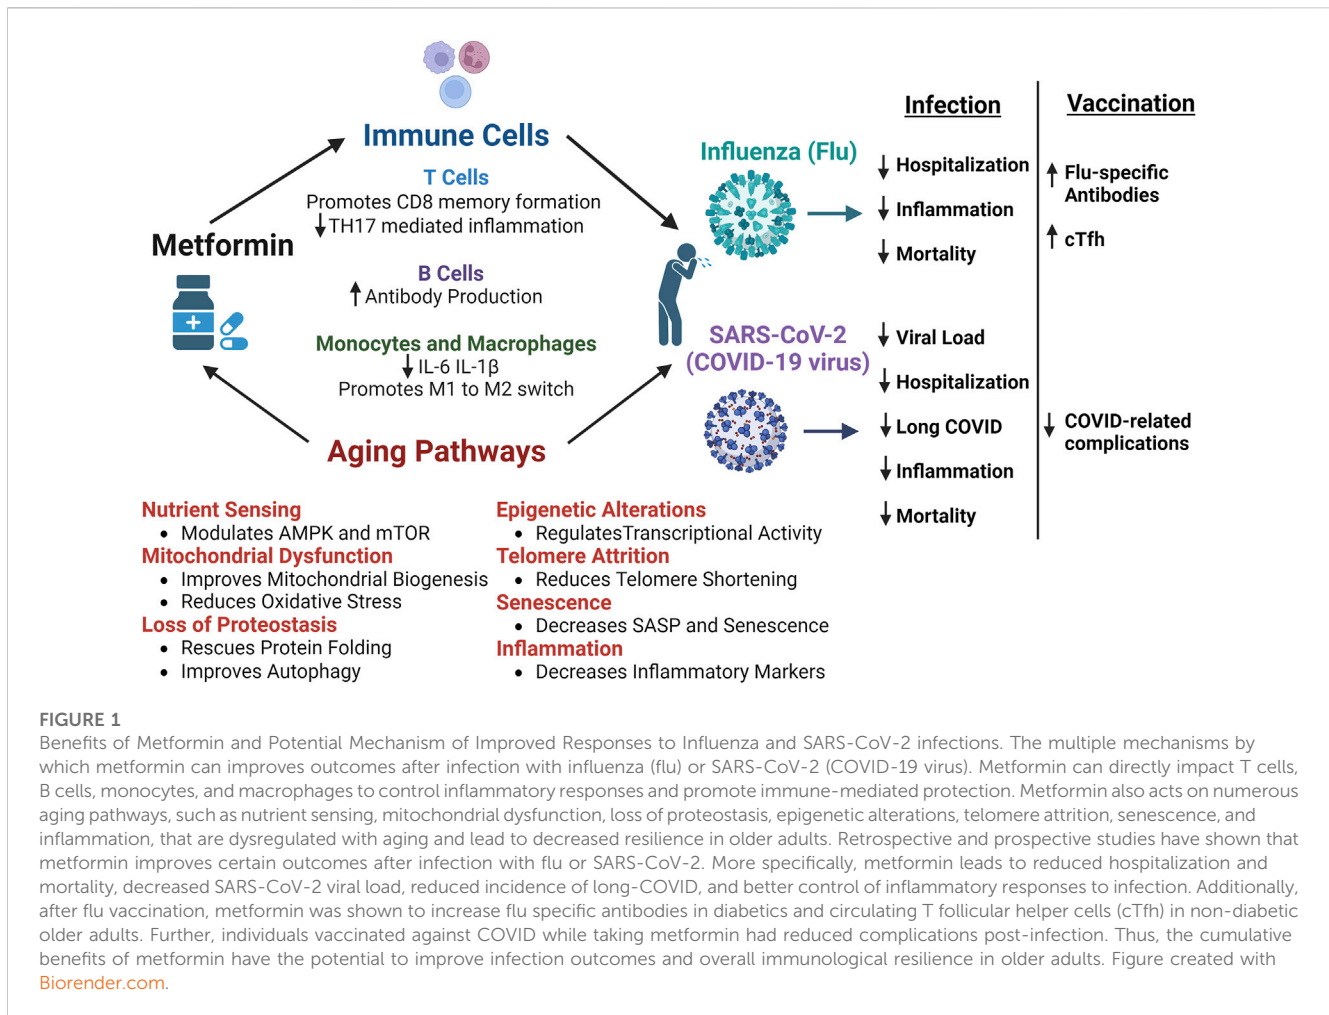 Immune Cells
T Cells
Promotes CD8 memory formation
↓ TH17 mediated inflammation
Metformin
B Cells
↑ Antibody Production
Monocytes and Macrophages
↓ IL-6 IL-1β
Promotes M1 to M2 switch
Aging Pathways
Nutrient Sensing
• Modulates AMPK and mTOR
Mitochondrial Dysfunction
• Improves Mitochondrial Biogenesis
• Reduces Oxidative Stress
Loss of Proteostasis
• Rescues Protein Folding
• Improves Autophagy
Epigenetic Alterations
• RegulatesTranscriptional Activity
Telomere Attrition
• Reduces Telomere Shortening
Senescence
• Decreases SASP and Senescence
Inflammation
• Decreases Inflammatory Markers
Influenza (Flu)
SARS-CoV-2
(COVID-19 virus)
Infection
↓ Hospitalization
↓ Inflammation
↓ Mortality
↓ Viral Load
↓ Hospitalization
↓ Long COVID
↓ Inflammation
↓ Mortality
Vaccination
↑ Flu-specific
Antibodies
↑ cTfh
↓ COVID-related
complications
FIGURE 1
Benefits of Metformin and Potential Mechanism of Improved Responses to Influenza and SARS-CoV-2 infections. The multiple mechanisms by
which metformin can improves outcomes after infection with influenza (flu) or SARS-CoV-2 (COVID-19 virus). Metformin can directly impact T cells,
B cells, monocytes, and macrophages to control inflammatory responses and promote immune-mediated protection. Metformin also acts on numerous
aging pathways, such as nutrient sensing, mitochondrial dysfunction, loss of proteostasis, epigenetic alterations, telomere attrition, senescence, and
inflammation, that are dysregulated with aging and lead to decreased resilience in older adults. Retrospective and prospective studies have shown that
metformin improves certain outcomes after infection with flu or SARS-CoV-2. More specifically, metformin leads to reduced hospitalization and
mortality, decreased SARS-CoV-2 viral load, reduced incidence of long-COVID, and better control of inflammatory responses to infection. Additionally,
after flu vaccination, metformin was shown to increase flu specific antibodies in diabetics and circulating T follicular helper cells (cTfh) in non-diabetic
older adults. Further, individuals vaccinated against COVID while taking metformin had reduced complications post-infection. Thus, the cumulative
benefits of metformin have the potential to improve infection outcomes and overall immunological resilience in older adults. Figure created with
Biorender.com.